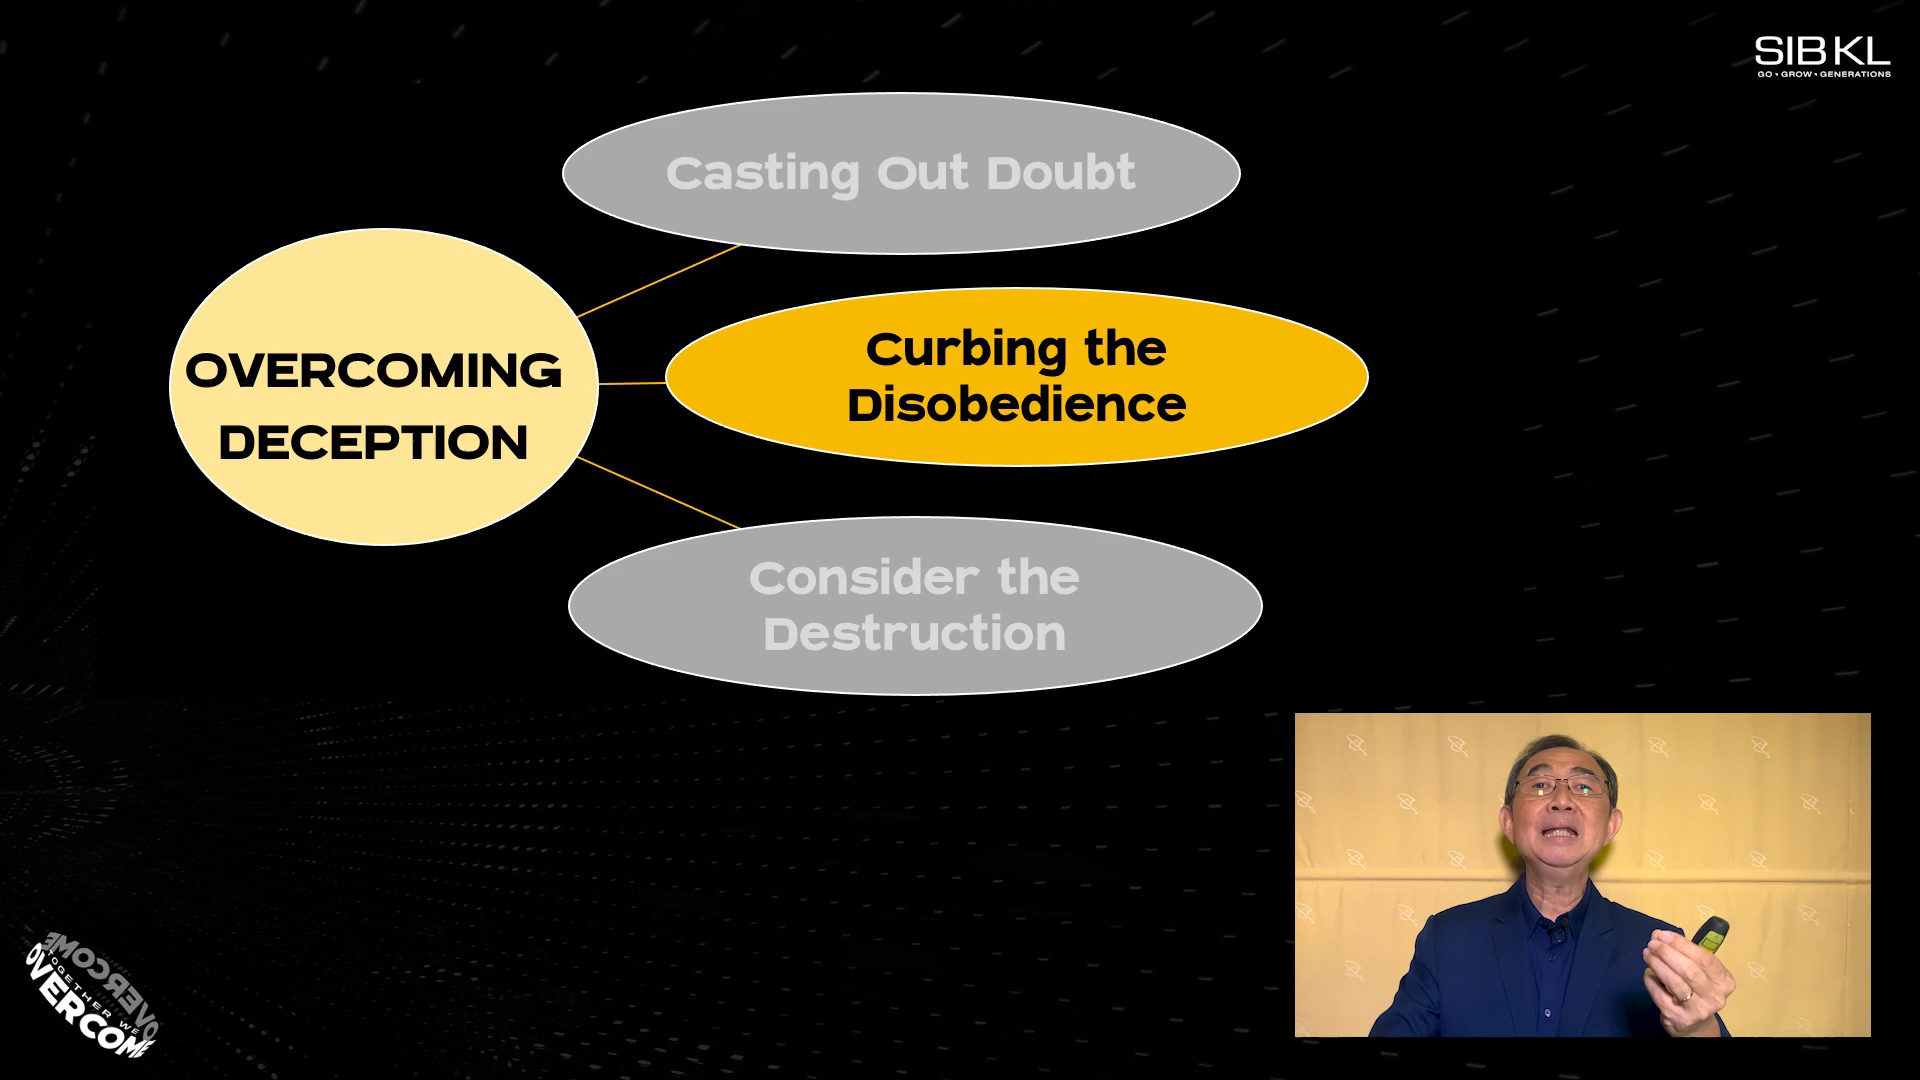 SIBKL
GO • GROW • GENERATIONS
Casting Out Doubt
OVERCOMING
DECEPTION
Curbing the
Disobedience
Consider the
Destruction
OVERCOME
TOGETHER WE
OVERCOME